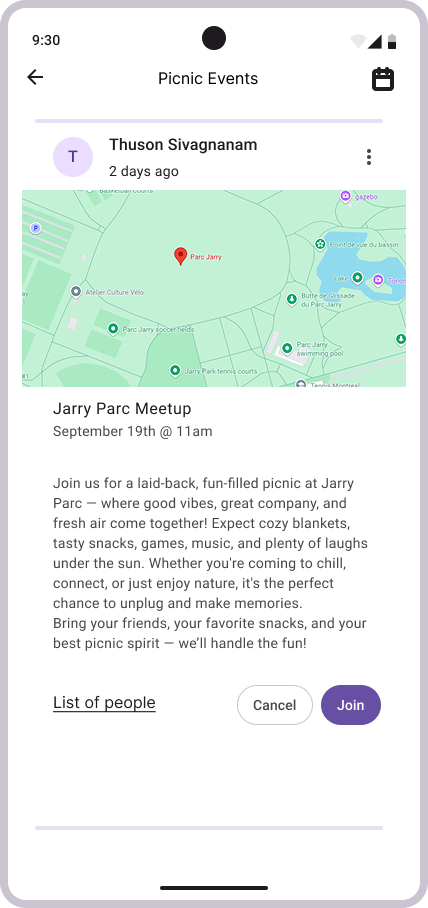 9:30
Picnic Events
T
Thuson Sivagnanam
2 days ago
Basketball Courts
gazebo
P
Parc Jarry
Point de vue du bassin
Lake
Atelier Culture Vélo
Butte de Glissade
du Parc Jarry
Parc Jarry soccer fields
Parc Jarry
swimming pool
Jarry Park tennis courts
Tennis Montreal
Jarry Parc Meetup
September 19th @ 11am
Join us for a laid-back, fun-filled picnic at Jarry
Parc — where good vibes, great company, and
fresh air come together! Expect cozy blankets,
tasty snacks, games, music, and plenty of laughs
under the sun. Whether you're coming to chill,
connect, or just enjoy nature, it's the perfect
chance to unplug and make memories.
Bring your friends, your favorite snacks, and your
best picnic spirit — we'll handle the fun!
List of people
Cancel
Join